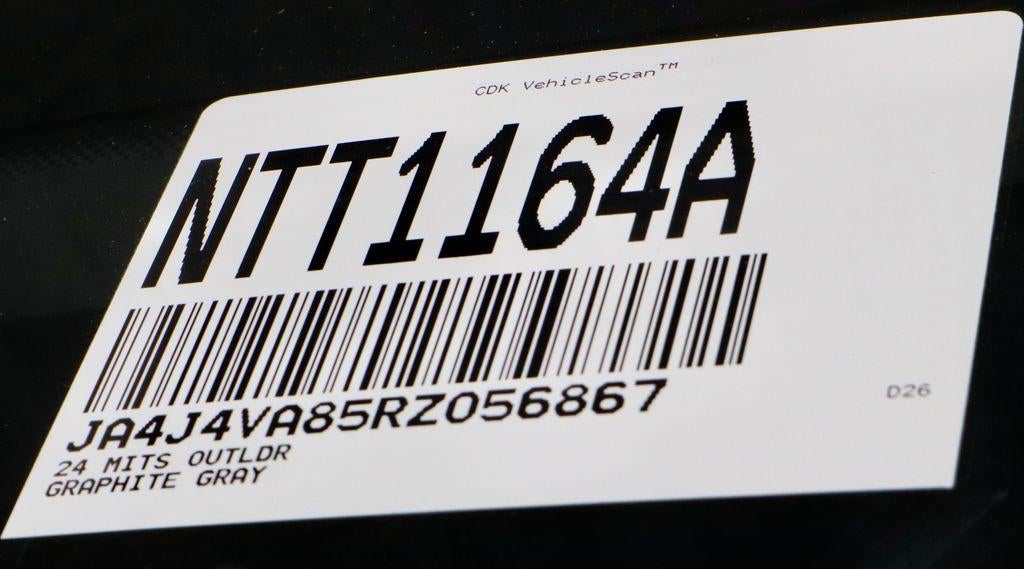 CDK VehicleScan™
NTT1164A
JA4J4VA85RZ056867
D26
24 MITS OUTLDR
GRAPHITE GRAY